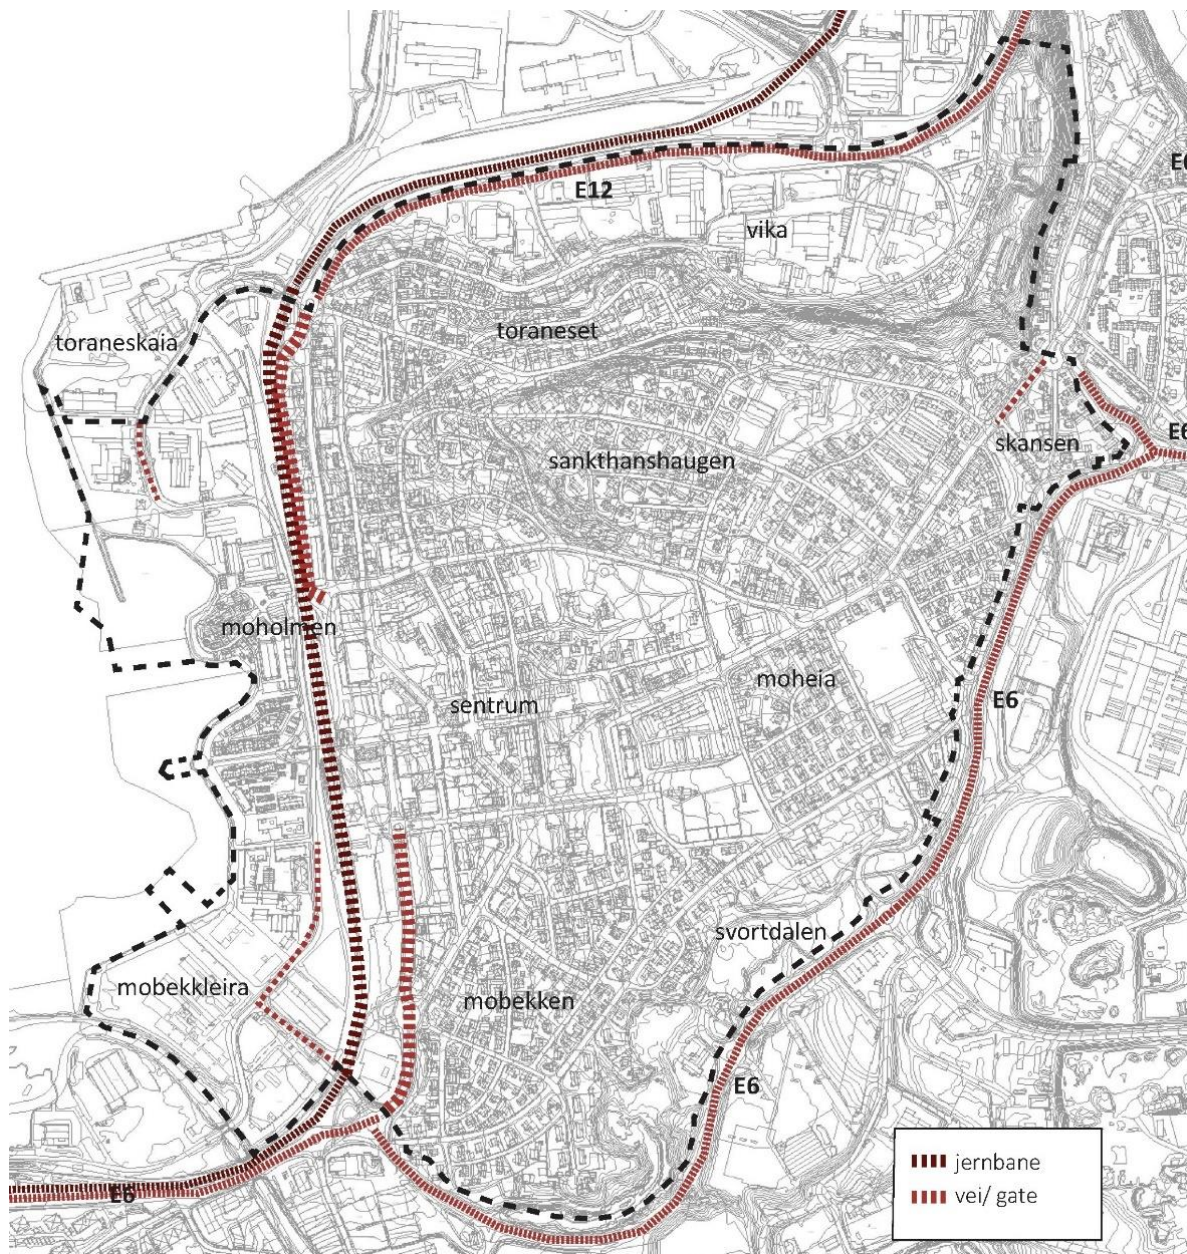 E12
vika
toraneset
toraneskaia
skansen
E6
sankthanshaugen
moholmen
moheia
E6
sentrum
svortdalen
mobekkleira
mobekken
E6
E6
jernbane
vei/ gate